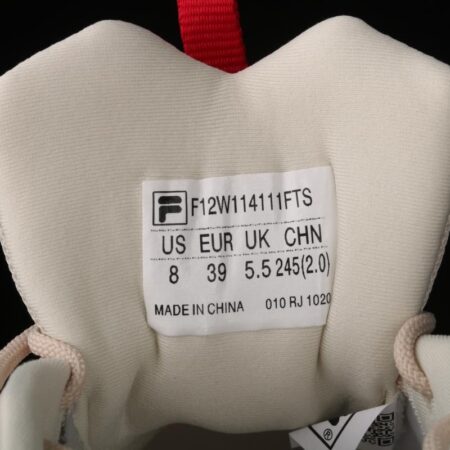 F F12W114111FTS
US EUR UK CHN
8 39 5.5 245(2.0)
MADE IN CHINA 010 RJ 1020
®